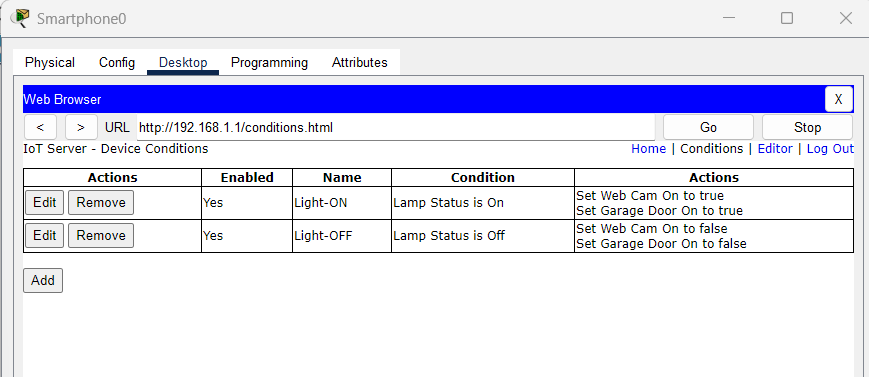 Smartphone0
Physical Config Desktop Programming Attributes
Web Browser X
< > URL http://192.168.1.1/conditions.html Go Stop
IoT Server - Device Conditions Home | Conditions | Editor | Log Out
Actions Enabled Name Condition Actions
Edit Remove Yes Light-ON Lamp Status is On Set Web Cam On to true
Set Garage Door On to true
Edit Remove Yes Light-OFF Lamp Status is Off Set Web Cam On to false
Set Garage Door On to false
Add